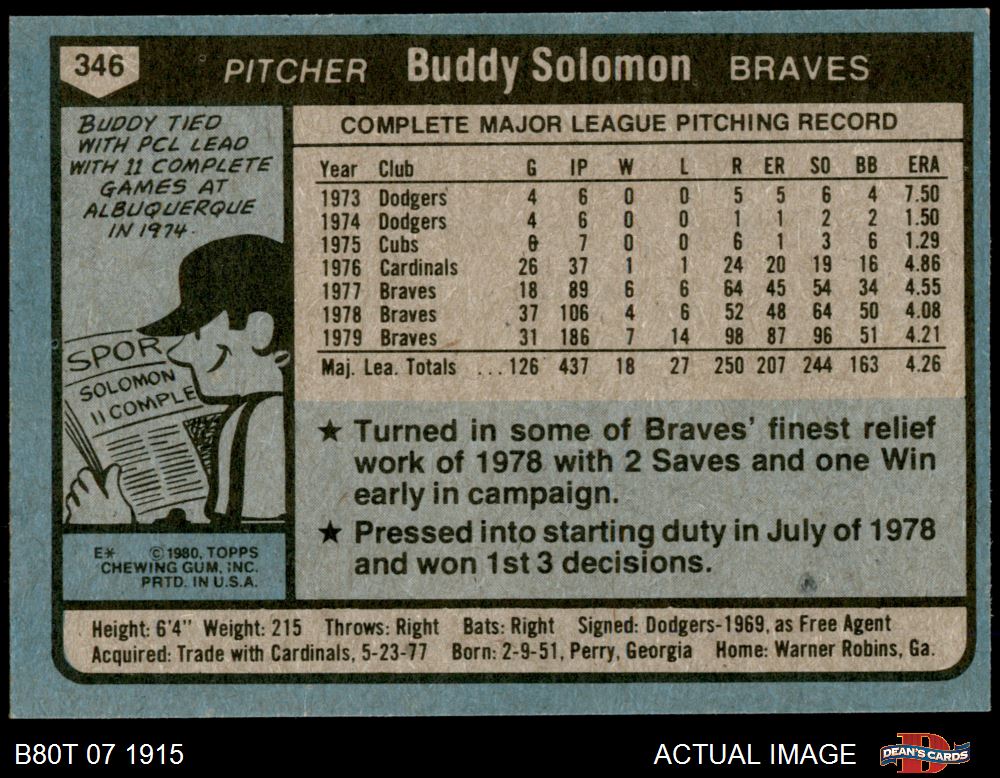 346 PITCHER Buddy Solomon BRAVES
BUDDY TIED
WITH PCL LEAD
WITH 11 COMPLETE
GAMES AT
ALBUQUERQUE
IN 1974.
SPOR
SOLOMON
11 COMPLE
E* © 1980, TOPPS
CHEWING GUM, INC.
PRTD. IN U.S.A.
COMPLETE MAJOR LEAGUE PITCHING RECORD
Year Club G IP W L R ER SO BB ERA
1973 Dodgers 4 6 0 0 5 5 6 4 7.50
1974 Dodgers 4 6 0 0 1 1 2 2 1.50
1975 Cubs 6 7 0 0 6 1 3 6 1.29
1976 Cardinals 26 37 1 1 24 20 19 16 4.86
1977 Braves 18 89 6 6 64 45 54 34 4.55
1978 Braves 37 106 4 6 52 48 64 50 4.08
1979 Braves 31 186 7 14 98 87 96 51 4.21
Maj. Lea. Totals ...126 437 18 27 250 207 244 163 4.26
★ Turned in some of Braves' finest relief
work of 1978 with 2 Saves and one Win
early in campaign.
★ Pressed into starting duty in July of 1978
and won 1st 3 decisions.
Height: 6'4" Weight: 215 Throws: Right Bats: Right Signed: Dodgers-1969, as Free Agent
Acquired: Trade with Cardinals, 5-23-77 Born: 2-9-51, Perry, Georgia Home: Warner Robins, Ga.
B80T 07 1915 ACTUAL IMAGE D DEAN'S CARDS